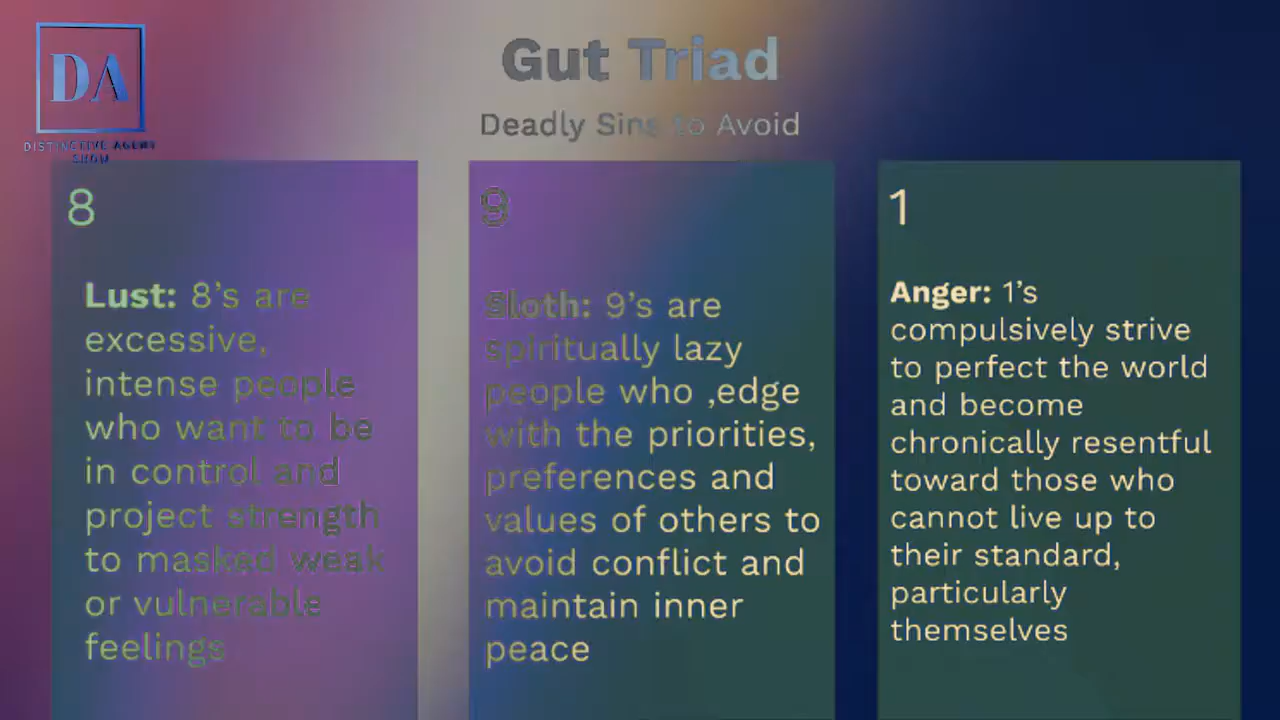 DA
DISTINCTIVE AGENT
SHOW
Gut Triad
Deadly Sins to Avoid
8
Lust: 8’s are
excessive,
intense people
who want to be
in control and
project strength
to masked weak
or vulnerable
feelings
9
Sloth: 9’s are
spiritually lazy
people who ,edge
with the priorities,
preferences and
values of others to
avoid conflict and
maintain inner
peace
1
Anger: 1’s
compulsively strive
to perfect the world
and become
chronically resentful
toward those who
cannot live up to
their standard,
particularly
themselves